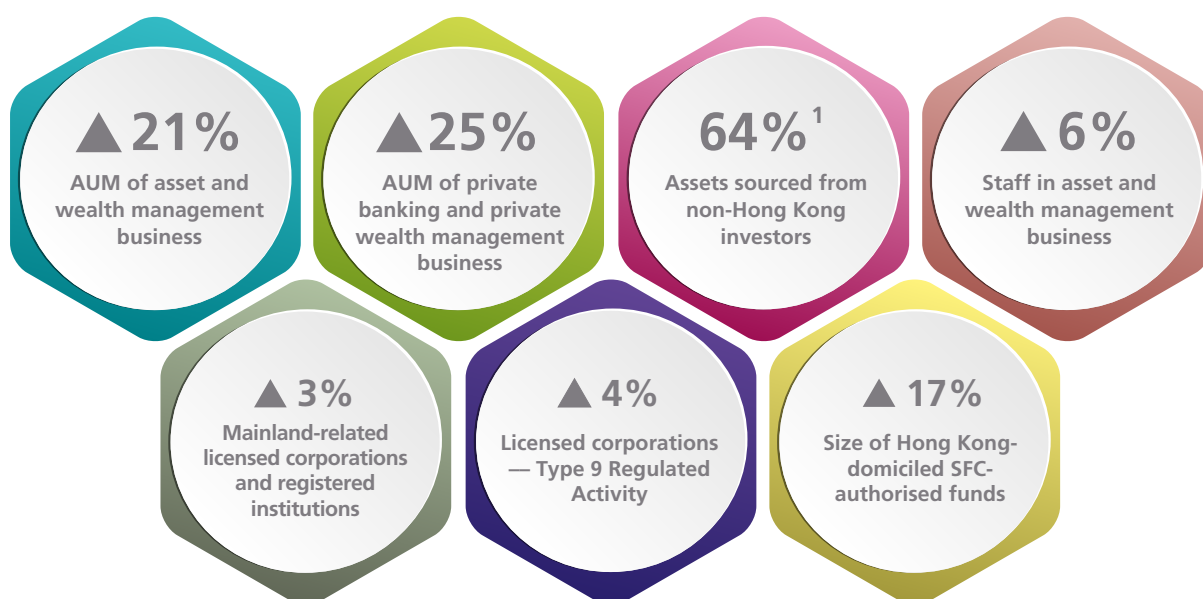 ▲21%
AUM of asset and
wealth management
business
▲25%
AUM of private
banking and private
wealth management
business
64%¹
Assets sourced from
non-Hong Kong
investors
▲ 6%
Staff in asset and
wealth management
business
▲ 3%
Mainland-related
licensed corporations
and registered
institutions
▲ 4%
Licensed corporations
— Type 9 Regulated
Activity
▲ 17%
Size of Hong Kong-
domiciled SFC-
authorised funds